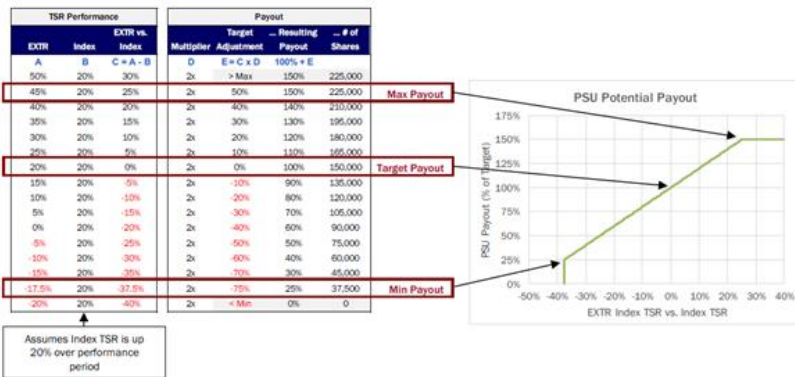 TSR Performance Payout
EXTR vs. Target ... Resulting ... # of
EXTR Index Index Multiplier Adjustment Payout Shares
A B C = A - B D E = C x D 100% + E
50% 20% 30% 2x > Max 150% 225,000
45% 20% 25% 2x 50% 150% 225,000 Max Payout
40% 20% 20% 2x 40% 140% 210,000
35% 20% 15% 2x 30% 130% 195,000
30% 20% 10% 2x 20% 120% 180,000
25% 20% 5% 2x 10% 110% 165,000
20% 20% 0% 2x 0% 100% 150,000 Target Payout
15% 20% -5% 2x -10% 90% 135,000
10% 20% -10% 2x -20% 80% 120,000
5% 20% -15% 2x -30% 70% 105,000
0% 20% -20% 2x -40% 60% 90,000
-5% 20% -25% 2x -50% 50% 75,000
-10% 20% -30% 2x -60% 40% 60,000
-15% 20% -35% 2x -70% 30% 45,000
-17.5% 20% -37.5% 2x -75% 25% 37,500 Min Payout
-20% 20% -40% 2x < Min 0% 0
Assumes Index TSR is up
20% over performance
period
PSU Potential Payout
PSU Payout (% of Target)
175%
150%
125%
100%
75%
50%
25%
0%
-50% -40% -30% -20% -10% 0% 10% 20% 30% 40%
EXTR Index TSR vs. Index TSR